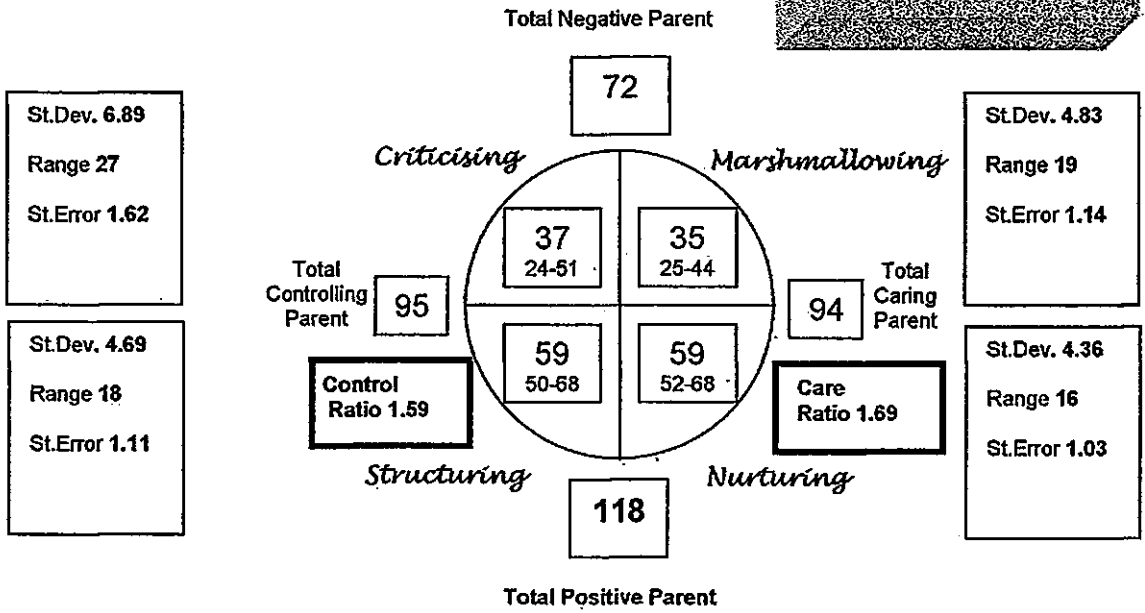 Total Negative Parent
72
St.Dev. 6.89
Range 27
St.Error 1.62
St.Dev. 4.83
Range 19
St.Error 1.14
Criticising
Marshmallowing
37
24-51
35
25-44
Total
Controlling
Parent
95
94
Total
Caring
Parent
St.Dev. 4.69
Range 18
St.Error 1.11
59
50-68
59
52-68
St.Dev. 4.36
Range 16
St.Error 1.03
Control
Ratio 1.59
Care
Ratio 1.69
Structuring
Nurturing
118
Total Positive Parent